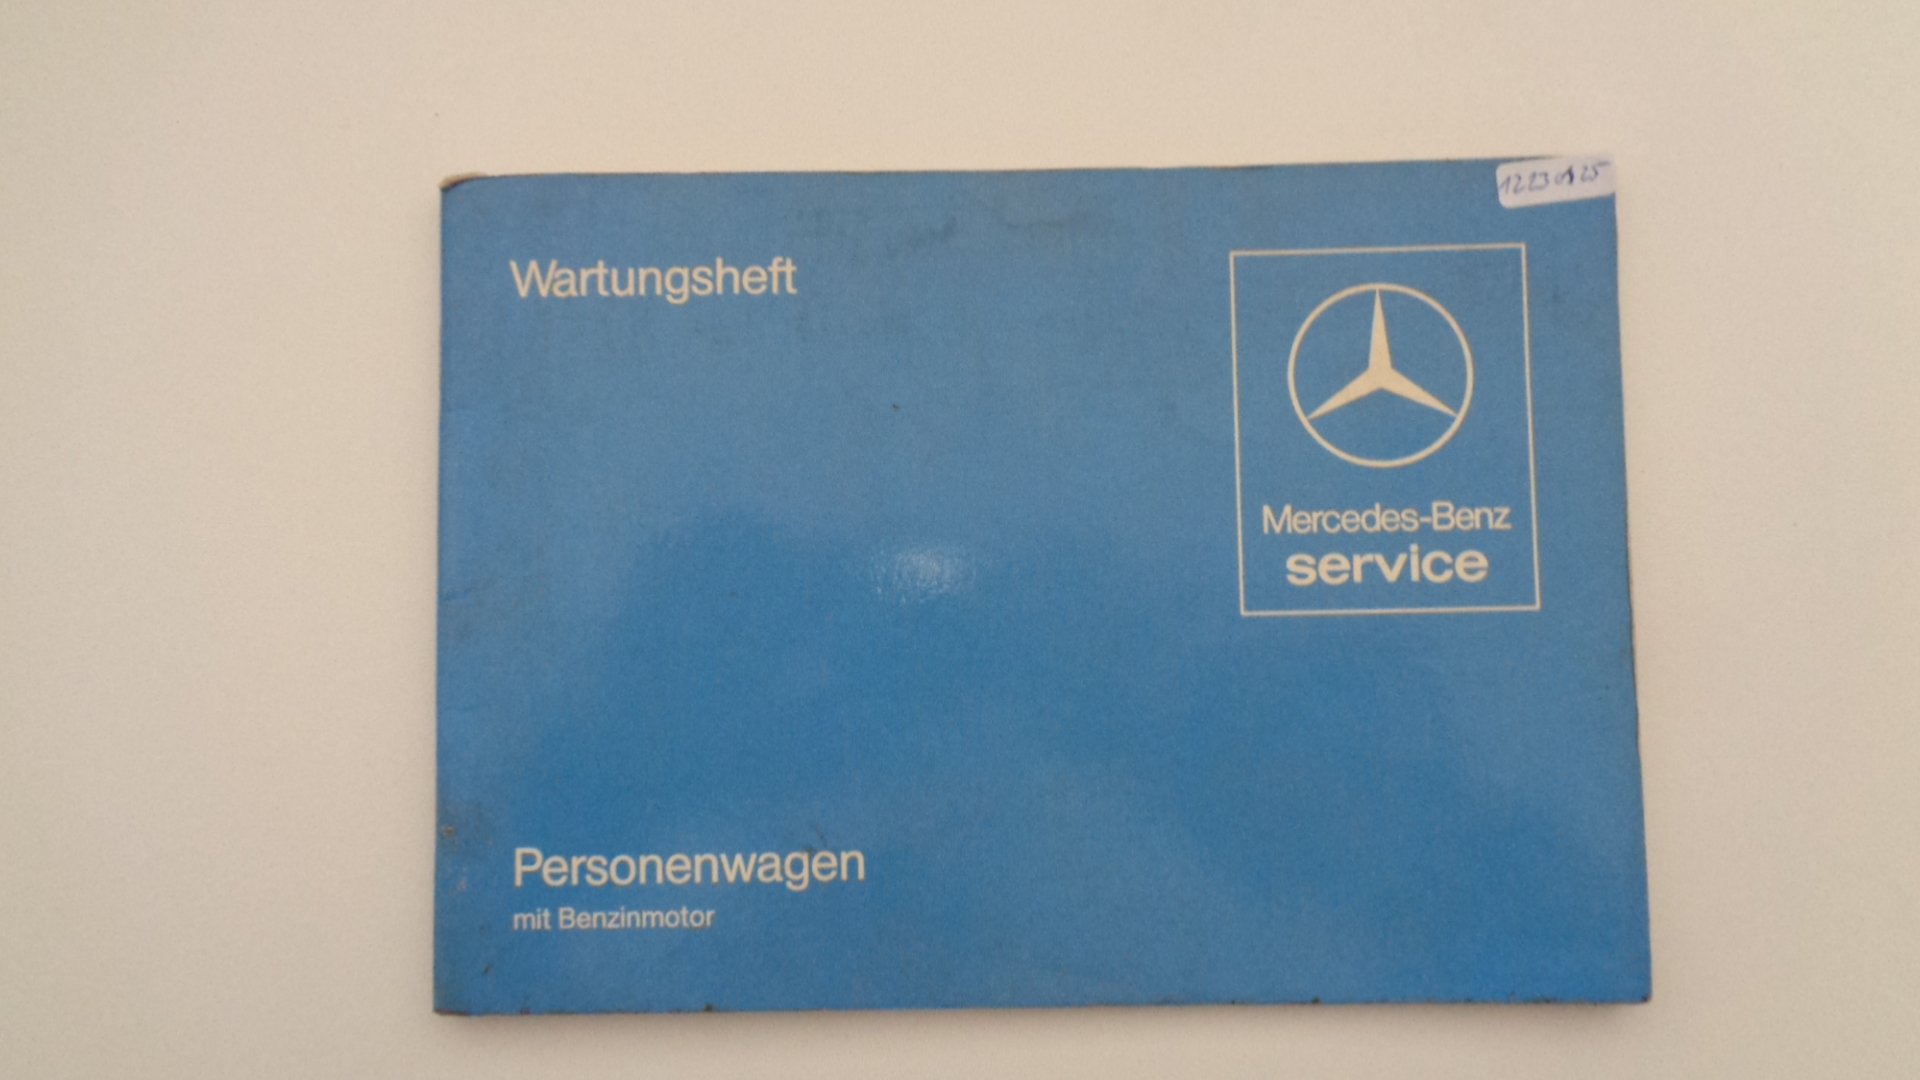 Wartungsheft
Mercedes-Benz
service
Personenwagen
mit Benzinmotor